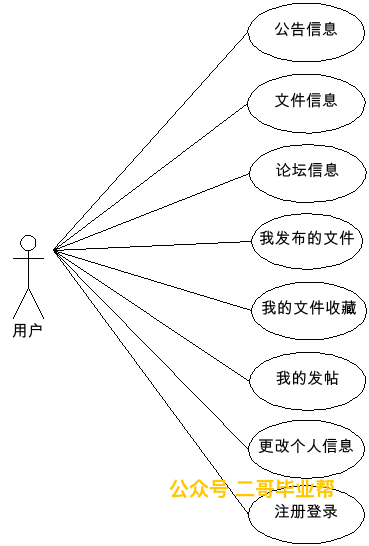 公告信息
文件信息
论坛信息
我发布的文件
用户
我的文件收藏
我的发帖
更改个人信息
公众号 二哥毕业帮
注册登录